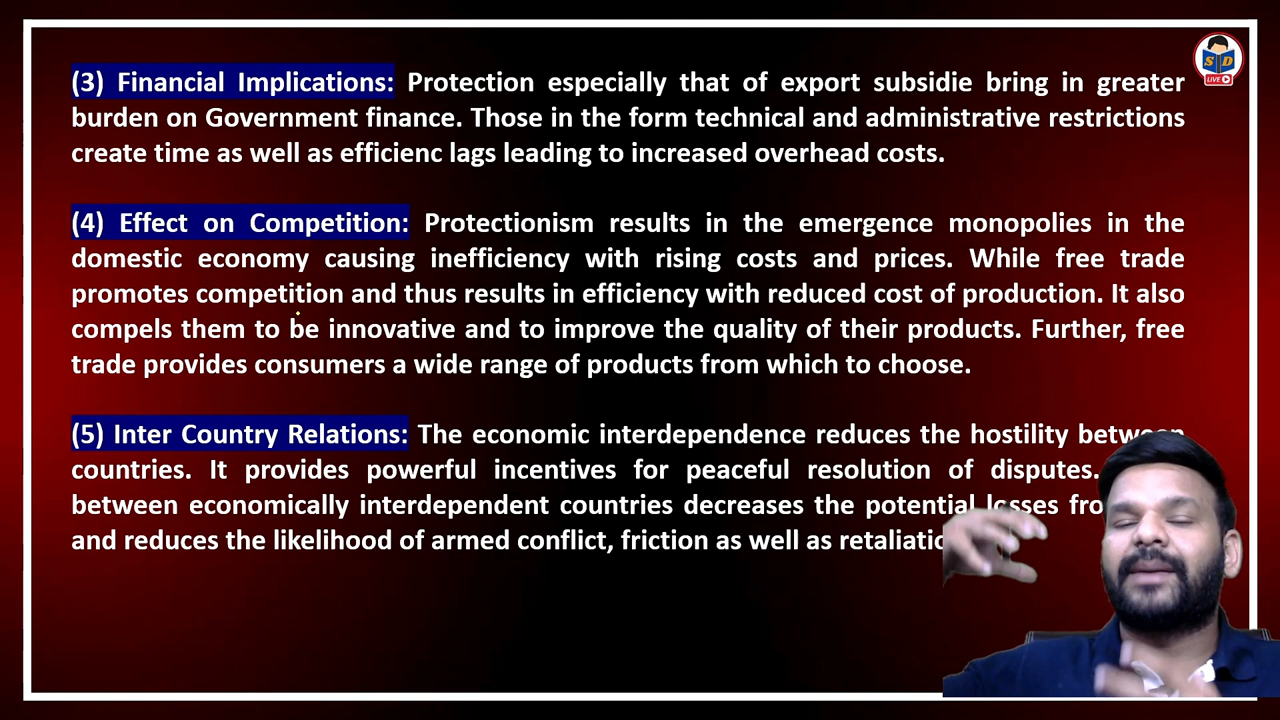 (3) Financial Implications: Protection especially that of export subsidie bring in greater
burden on Government finance. Those in the form technical and administrative restrictions
create time as well as efficienc lags leading to increased overhead costs.
(4) Effect on Competition: Protectionism results in the emergence monopolies in the
domestic economy causing inefficiency with rising costs and prices. While free trade
promotes competition and thus results in efficiency with reduced cost of production. It also
compels them to be innovative and to improve the quality of their products. Further, free
trade provides consumers a wide range of products from which to choose.
(5) Inter Country Relations: The economic interdependence reduces the hostility between
countries. It provides powerful incentives for peaceful resolution of disputes.
between economically interdependent countries decreases the potential losses
and reduces the likelihood of armed conflict, friction as well as
S D
LIVE